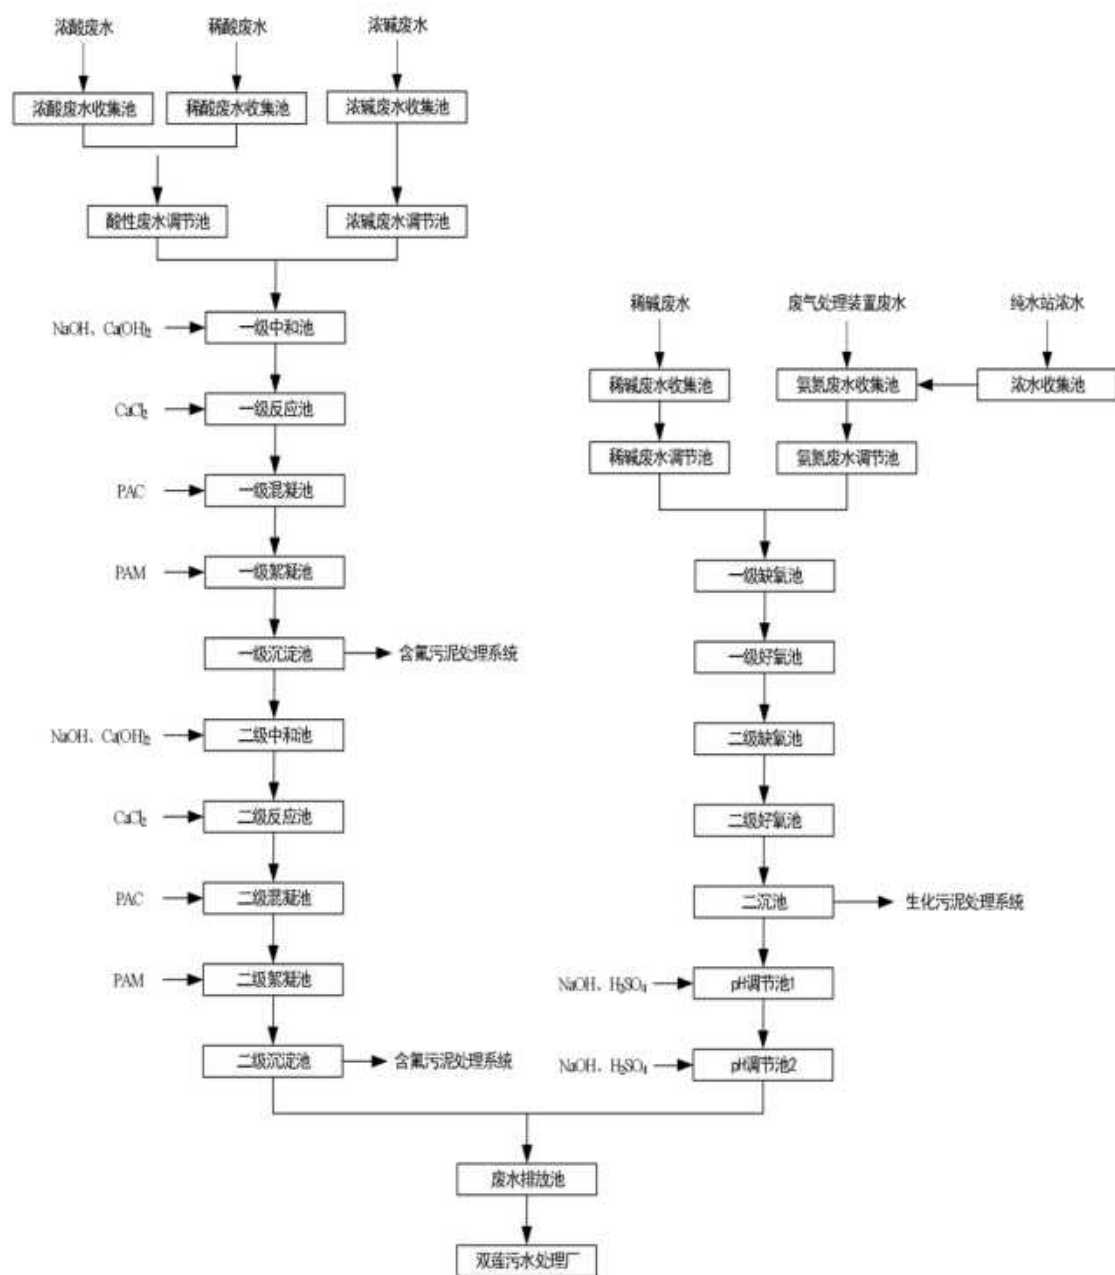 浓酸废水
稀酸废水
浓碱废水
浓酸废水收集池
稀酸废水收集池
浓碱废水收集池
酸性废水调节池
浓碱废水调节池
NaOH、Ca(OH)₂
一级中和池
CaCl₂
一级反应池
PAC
一级混凝池
PAM
一级絮凝池
一级沉淀池
含氟污泥处理系统
NaOH、Ca(OH)₂
二级中和池
CaCl₂
二级反应池
PAC
二级混凝池
PAM
二级絮凝池
二级沉淀池
含氟污泥处理系统
稀碱废水
废气处理装置废水
纯水站浓水
稀碱废水收集池
氨氮废水收集池
浓水收集池
稀碱废水调节池
氨氮废水调节池
一级缺氧池
一级好氧池
二级缺氧池
二级好氧池
二沉池
生化污泥处理系统
NaOH、H₂SO₄
pH调节池1
NaOH、H₂SO₄
pH调节池2
废水排放池
双莲污水处理厂